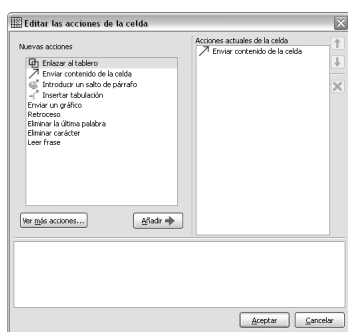 Editar las acciones de la celda
Nuevas acciones
Enlazar al tablero
Enviar contenido de la celda
Introducir un salto de párrafo
Insertar tabulación
Enviar un gráfico
Retroceso
Eliminar la última palabra
Eliminar carácter
Leer frase
Ver más acciones...
Añadir
Acciones actuales de la celda
Enviar contenido de la celda
Aceptar
Cancelar